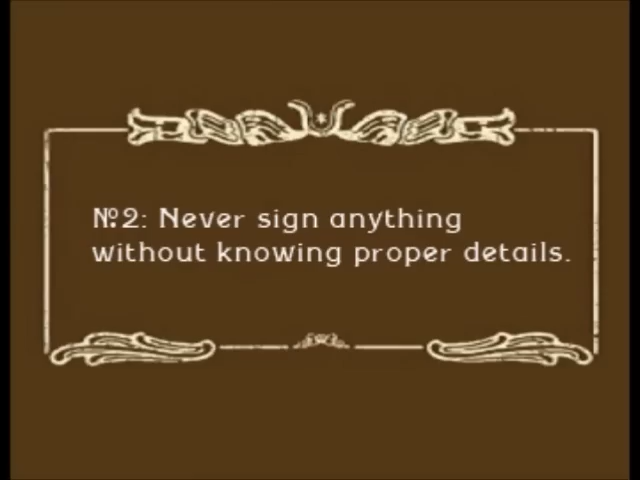 №2: Never sign anything
without knowing proper details.